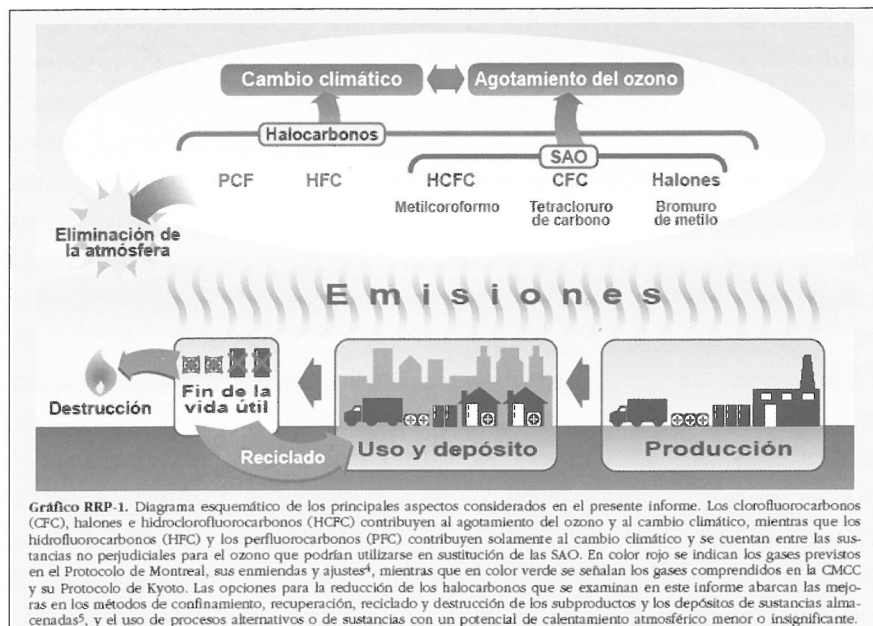 Cambio climático
Agotamiento del ozono
Halocarbonos
SAO
PCF
HFC
HCFC
CFC
Halones
Metilcoroformo
Tetracloruro
de carbono
Bromuro
de metilo
Eliminación de
la atmósfera
Emisiones
Destrucción
Fin de la
vida útil
Reciclado
Uso y depósito
Producción
Gráfico RRP-1. Diagrama esquemático de los principales aspectos considerados en el presente informe. Los clorofluorocarbonos
(CFC), halones e hidroclorofluorocarbonos (HCFC) contribuyen al agotamiento del ozono y al cambio climático, mientras que los
hidrofluorocarbonos (HFC) y los perfluorocarbonos (PFC) contribuyen solamente al cambio climático y se cuentan entre las sus-
tancias no perjudiciales para el ozono que podrían utilizarse en sustitución de las SAO. En color rojo se indican los gases previstos
en el Protocolo de Montreal, sus enmiendas y ajustes⁴, mientras que en color verde se señalan los gases comprendidos en la CMCC
y su Protocolo de Kyoto. Las opciones para la reducción de los halocarbonos que se examinan en este informe abarcan las mejo-
ras en los métodos de confinamiento, recuperación, reciclado y destrucción de los subproductos y los depósitos de sustancias alma-
cenadas⁵, y el uso de procesos alternativos o de sustancias con un potencial de calentamiento atmosférico menor o insignificante.